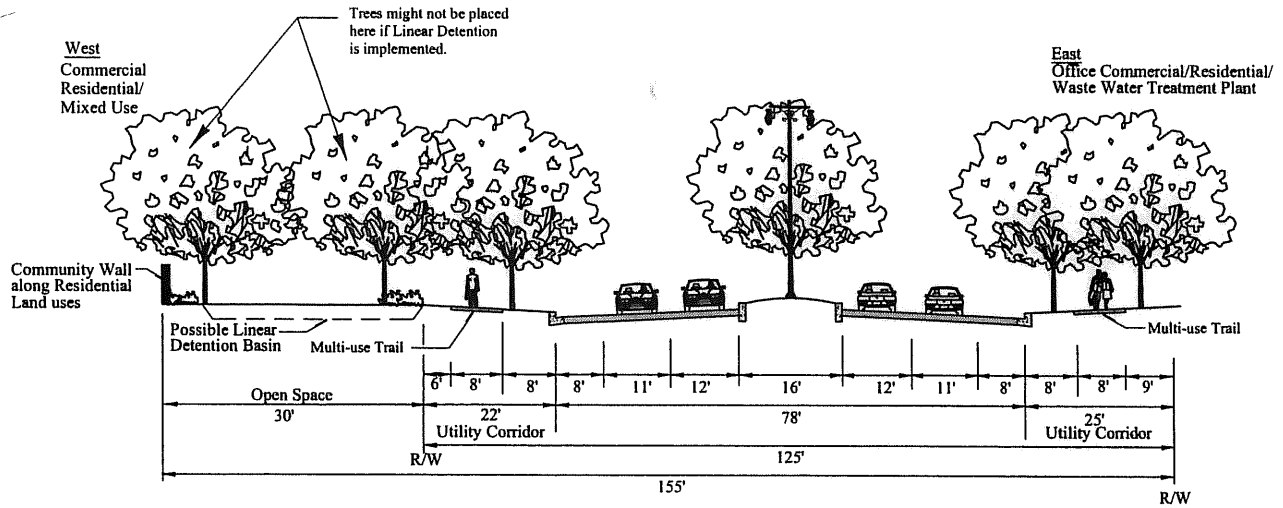 Trees might not be placed
here if Linear Detention
is implemented.
West
Commercial
Residential/
Mixed Use
East
Office Commercial/Residential/
Waste Water Treatment Plant
Community Wall
along Residential
Land uses
Possible Linear
Detention Basin
Multi-use Trail
Multi-use Trail
6' 8' 8' 8' 11' 12' 16' 12' 11' 8' 8' 8' 9'
Open Space
30' 22' 78' 25'
Utility Corridor Utility Corridor
125'
R/W
155'
R/W